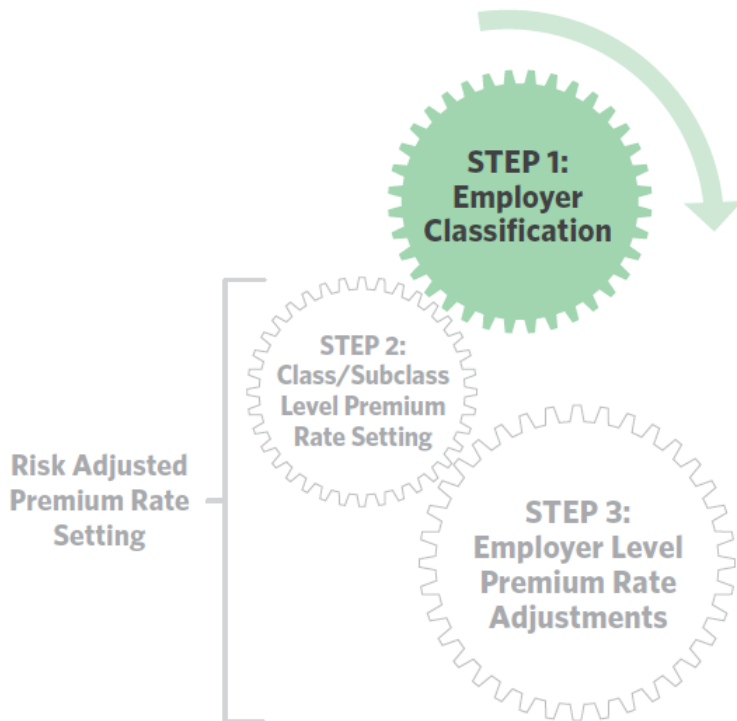 STEP 1:
Employer
Classification
STEP 2:
Class/Subclass
Level Premium
Rate Setting
Risk Adjusted
Premium Rate
Setting
STEP 3:
Employer Level
Premium Rate
Adjustments